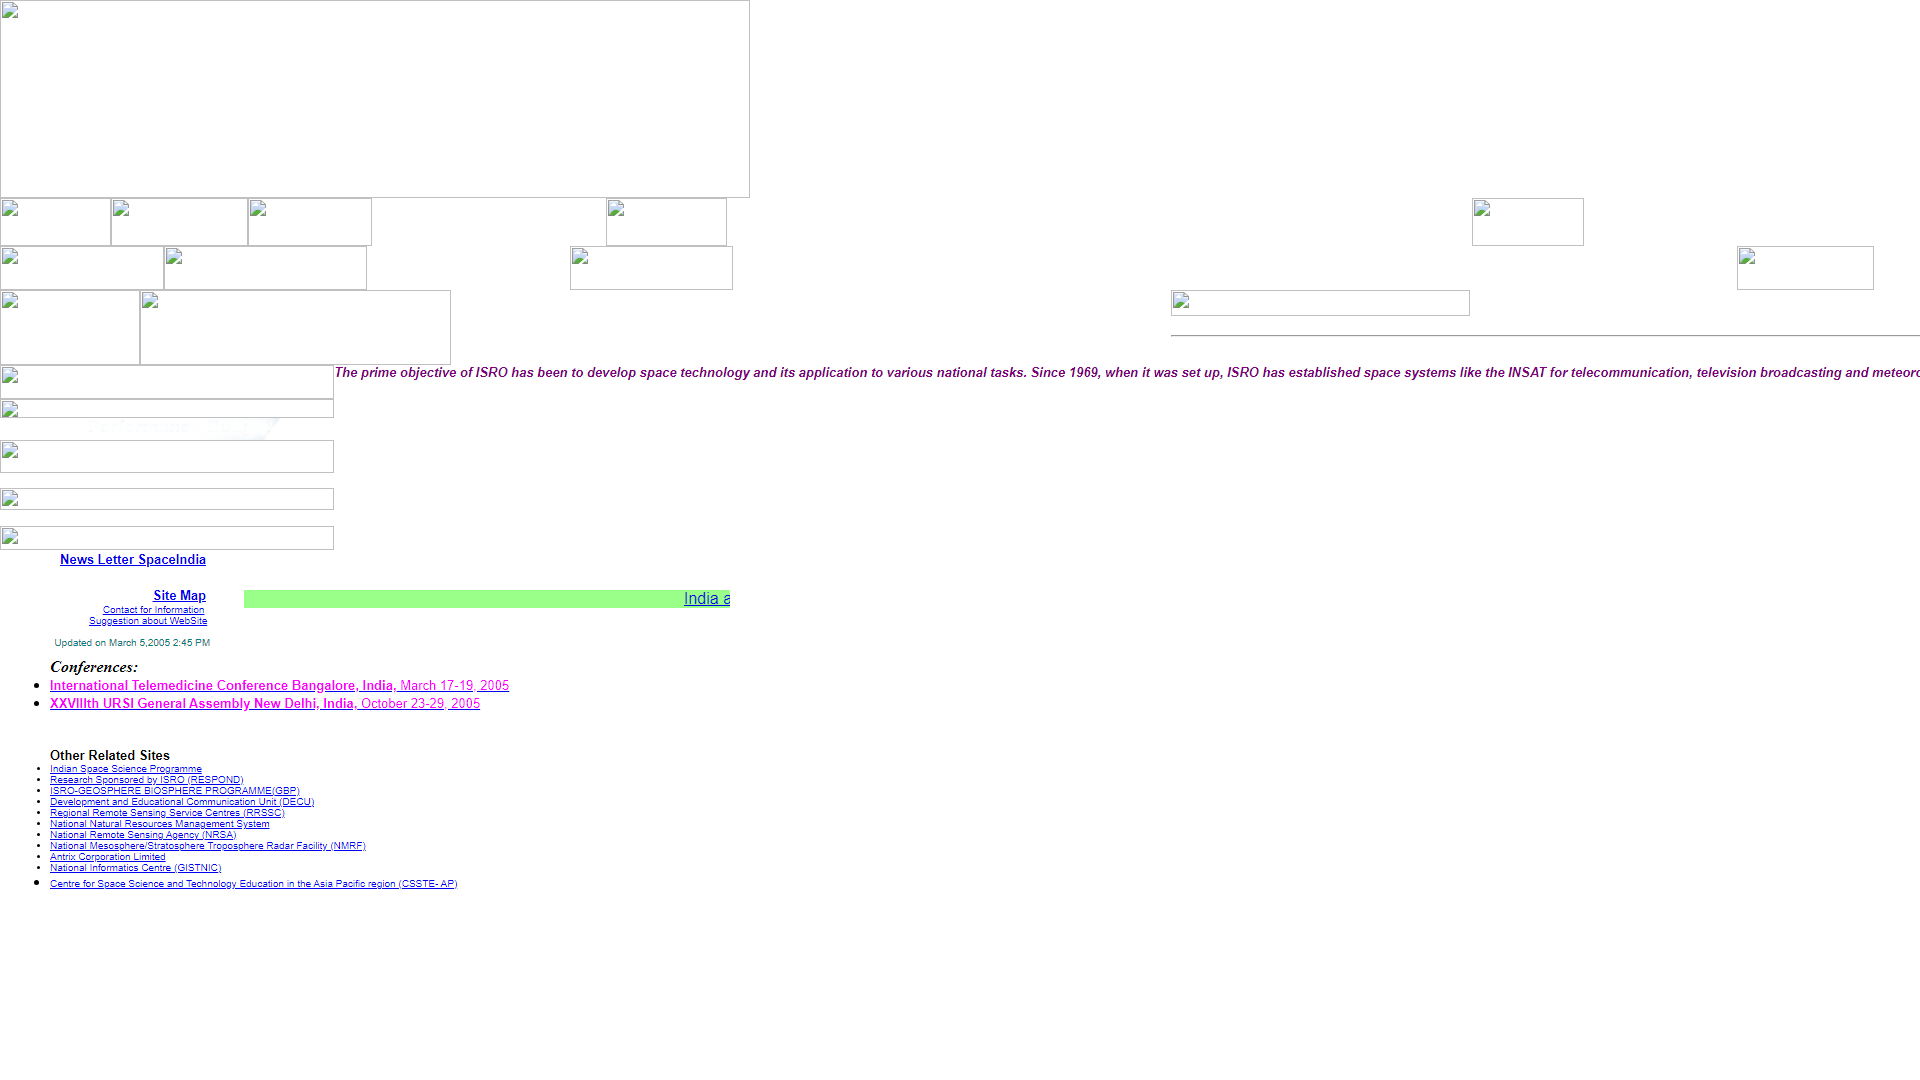 The prime objective of ISRO has been to develop space technology and its application to various national tasks. Since 1969, when it was set up, ISRO has established space systems like the INSAT for telecommunication, television broadcasting and
News Letter SpaceIndia
Site Map
India
Contact for Information
Suggestion about WebSite
Updated on March 5,2005 2:45 PM
Conferences:
International Telemedicine Conference Bangalore, India, March 17-19, 2005
XXVIIIth URSI General Assembly New Delhi, India, October 23-29, 2005
Other Related Sites
Indian Space Science Programme
Research Sponsored by ISRO (RESPOND)
ISRO-GEOSPHERE BIOSPHERE PROGRAMME(GBP)
Development and Educational Communication Unit (DECU)
Regional Remote Sensing Service Centres (RRSSC)
National Natural Resources Management System
National Remote Sensing Agency (NRSA)
National Mesosphere/Stratosphere Troposphere Radar Facility (NMRF)
Antrix Corporation Limited
National Informatics Centre (GISTNIC)
Centre for Space Science and Technology Education in the Asia Pacific region (CSSTE- AP)